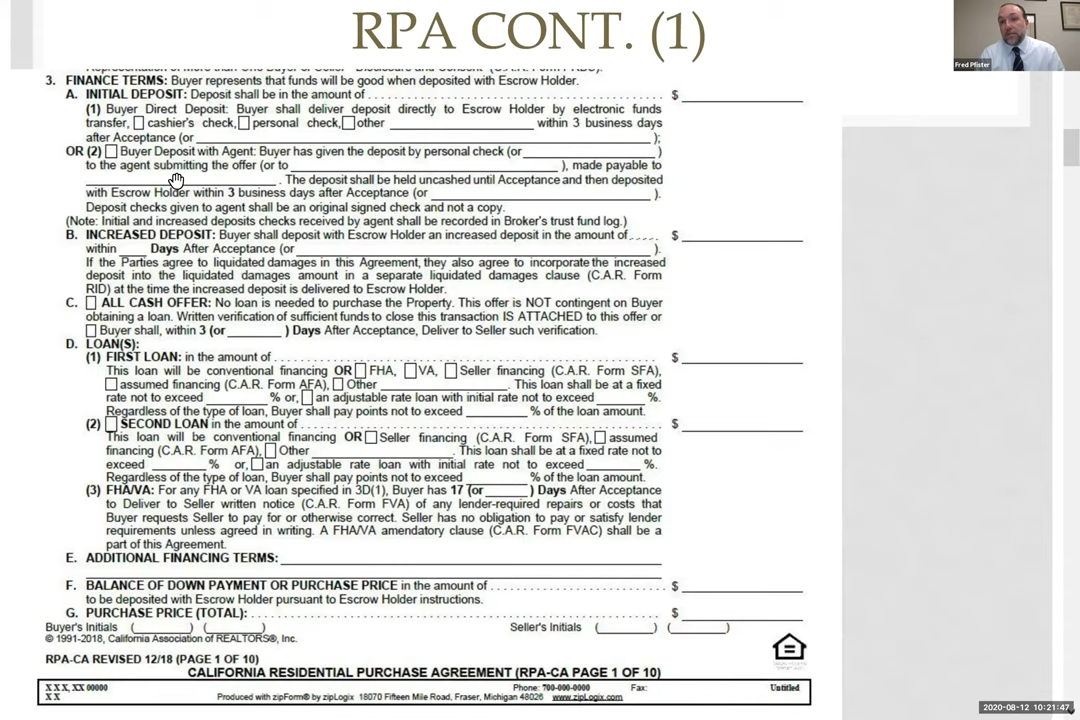 RPA CONT. (1)
Fred Pfister
3. FINANCE TERMS: Buyer represents that funds will be good when deposited with Escrow Holder.
A. INITIAL DEPOSIT: Deposit shall be in the amount of $
(1) Buyer Direct Deposit: Buyer shall deliver deposit directly to Escrow Holder by electronic funds
transfer, cashier's check, personal check, other within 3 business days
after Acceptance (or );
OR (2) Buyer Deposit with Agent: Buyer has given the deposit by personal check (or )
to the agent submitting the offer (or to ), made payable to
. The deposit shall be held uncashed until Acceptance and then deposited
with Escrow Holder within 3 business days after Acceptance (or ).
Deposit checks given to agent shall be an original signed check and not a copy.
(Note: Initial and increased deposits checks received by agent shall be recorded in Broker's trust fund log.)
B. INCREASED DEPOSIT: Buyer shall deposit with Escrow Holder an increased deposit in the amount of $
within Days After Acceptance (or ).
If the Parties agree to liquidated damages in this Agreement, they also agree to incorporate the increased
deposit into the liquidated damages amount in a separate liquidated damages clause (C.A.R. Form
RID) at the time the increased deposit is delivered to Escrow Holder.
C. ALL CASH OFFER: No loan is needed to purchase the Property. This offer is NOT contingent on Buyer
obtaining a loan. Written verification of sufficient funds to close this transaction IS ATTACHED to this offer or
Buyer shall, within 3 (or ) Days After Acceptance, Deliver to Seller such verification.
D. LOAN(S):
(1) FIRST LOAN: in the amount of $
This loan will be conventional financing OR FHA, VA, Seller financing (C.A.R. Form SFA),
assumed financing (C.A.R. Form AFA), Other . This loan shall be at a fixed
rate not to exceed % or, an adjustable rate loan with initial rate not to exceed %.
Regardless of the type of loan, Buyer shall pay points not to exceed % of the loan amount.
(2) SECOND LOAN in the amount of $
This loan will be conventional financing OR Seller financing (C.A.R. Form SFA), assumed
financing (C.A.R. Form AFA), Other . This loan shall be at a fixed rate not to
exceed % or, an adjustable rate loan with initial rate not to exceed %.
Regardless of the type of loan, Buyer shall pay points not to exceed % of the loan amount.
(3) FHA/VA: For any FHA or VA loan specified in 3D(1), Buyer has 17 (or ) Days After Acceptance
to Deliver to Seller written notice (C.A.R. Form FVA) of any lender-required repairs or costs that
Buyer requests Seller to pay for or otherwise correct. Seller has no obligation to pay or satisfy lender
requirements unless agreed in writing. A FHA/VA amendatory clause (C.A.R. Form FVAC) shall be a
part of this Agreement.
E. ADDITIONAL FINANCING TERMS:
F. BALANCE OF DOWN PAYMENT OR PURCHASE PRICE in the amount of $
to be deposited with Escrow Holder pursuant to Escrow Holder instructions.
G. PURCHASE PRICE (TOTAL): $
Buyer's Initials ( ) ( ) Seller's Initials ( ) ( )
© 1991-2018, California Association of REALTORS®, Inc.
RPA-CA REVISED 12/18 (PAGE 1 OF 10)
CALIFORNIA RESIDENTIAL PURCHASE AGREEMENT (RPA-CA PAGE 1 OF 10)
X X X, XX 00000 Phone: 700-000-0000 Fax: Untitled
X X Produced with zipForm® by zipLogix 18070 Fifteen Mile Road, Fraser, Michigan 48026 www.zipLogix.com
2020-08-12 10:21:47